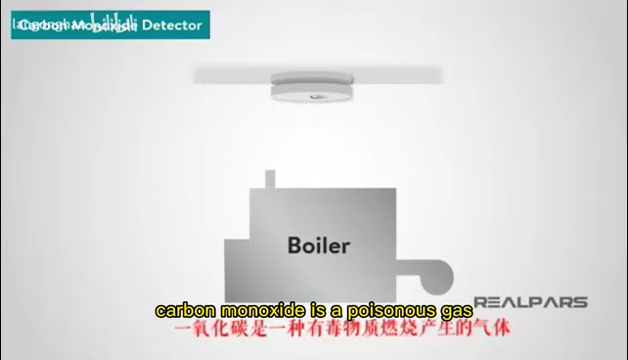 Carbon Monoxide Detector
bilibili
Boiler
carbon monoxide is a poisonous gas
REALPARS
一氧化碳是一种有毒物质燃烧产生的气体